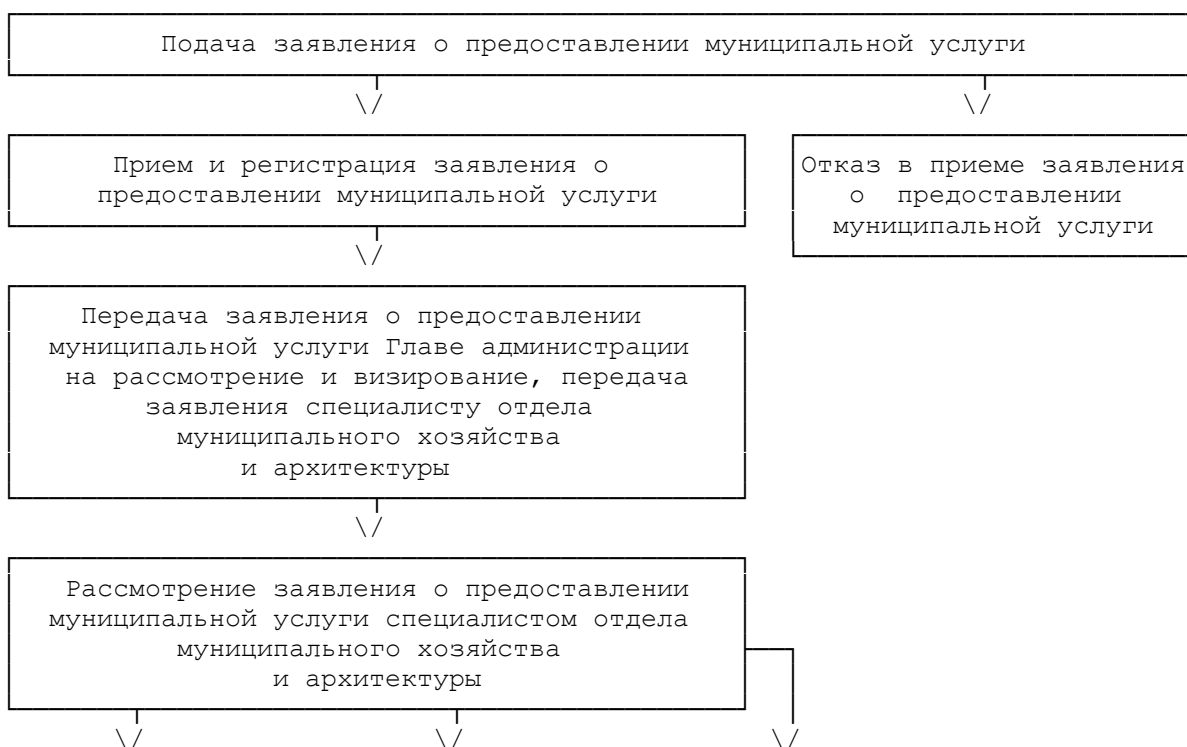 Подача заявления о предоставлении муниципальной услуги
\/ \/
Прием и регистрация заявления о
предоставлении муниципальной услуги
Отказ в приеме заявления
о предоставлении
муниципальной услуги
\/
Передача заявления о предоставлении
муниципальной услуги Главе администрации
на рассмотрение и визирование, передача
заявления специалисту отдела
муниципального хозяйства
и архитектуры
\/
Рассмотрение заявления о предоставлении
муниципальной услуги специалистом отдела
муниципального хозяйства
и архитектуры
\/ \/ \/